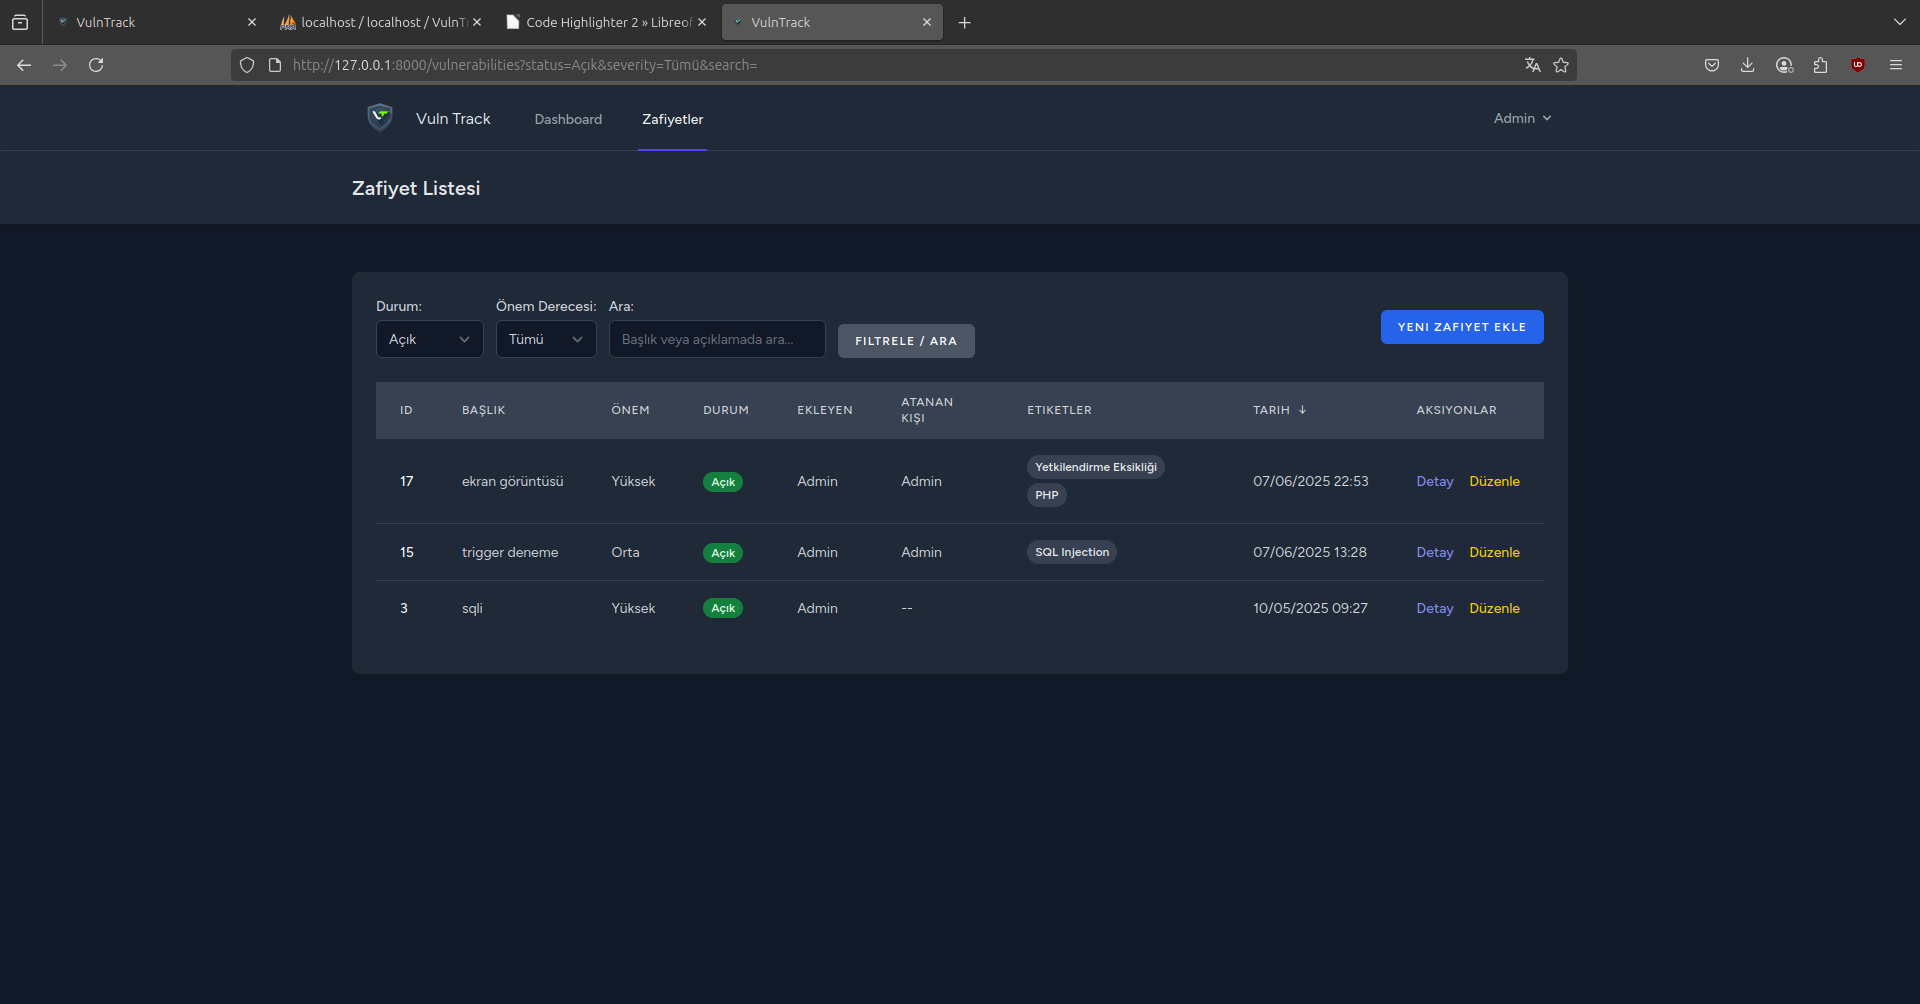 VulnTrack
localhost / localhost / VulnT
Code Highlighter 2 » Libreof
VulnTrack
http://127.0.0.1:8000/vulnerabilities?status=Açık&severity=Tümü&search=
Vuln Track
Dashboard
Zafiyetler
Admin
Zafiyet Listesi
Durum:
Önem Derecesi:
Ara:
Açık
Tümü
Başlık veya açıklamada ara...
FILTRELE / ARA
YENI ZAFIYET EKLE
ID BAŞLIK ÖNEM DURUM EKLEYEN ATANAN KIŞI ETIKETLER TARIH ↓ AKSIYONLAR
17 ekran görüntüsü Yüksek Açık Admin Admin Yetkilendirme Eksikliği PHP 07/06/2025 22:53 Detay Düzenle
15 trigger deneme Orta Açık Admin Admin SQL Injection 07/06/2025 13:28 Detay Düzenle
3 sqli Yüksek Açık Admin -- 10/05/2025 09:27 Detay Düzenle